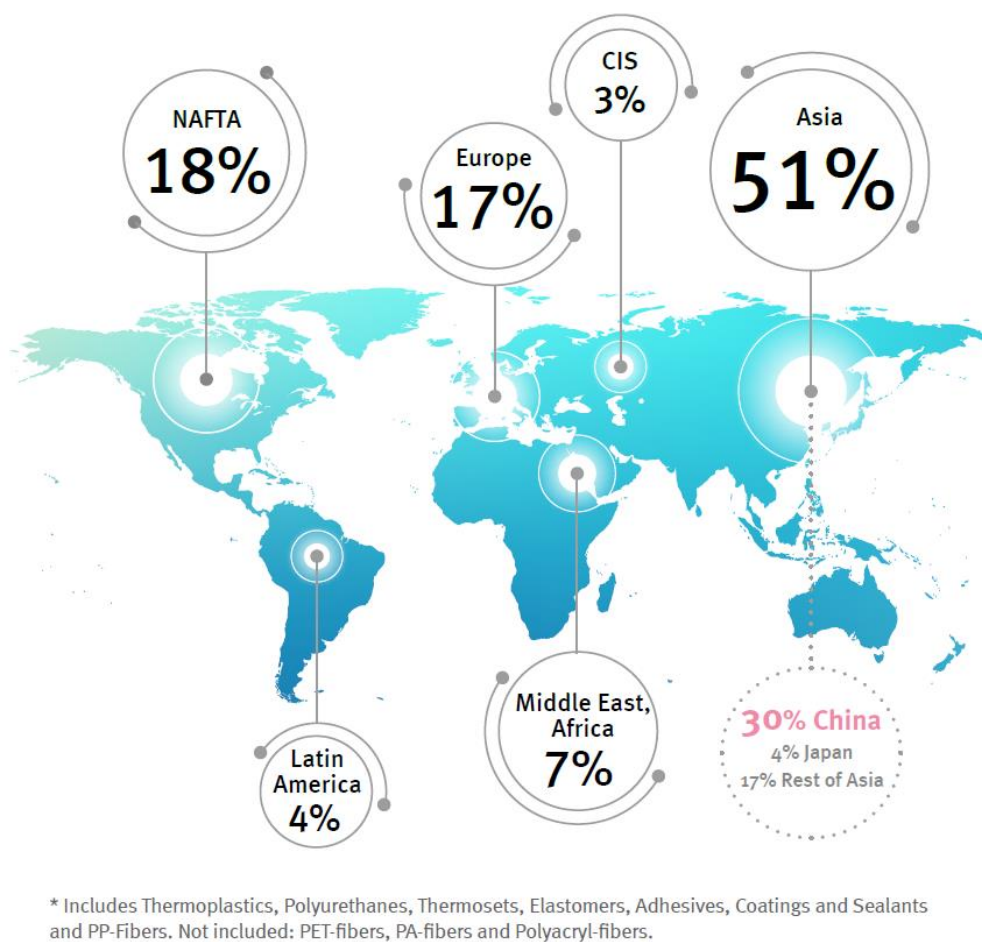 NAFTA
18%
Europe
17%
CIS
3%
Asia
51%
Latin
America
4%
Middle East,
Africa
7%
30% China
4% Japan
17% Rest of Asia
* Includes Thermoplastics, Polyurethanes, Thermosets, Elastomers, Adhesives, Coatings and Sealants
and PP-Fibers. Not included: PET-fibers, PA-fibers and Polyacryl-fibers.